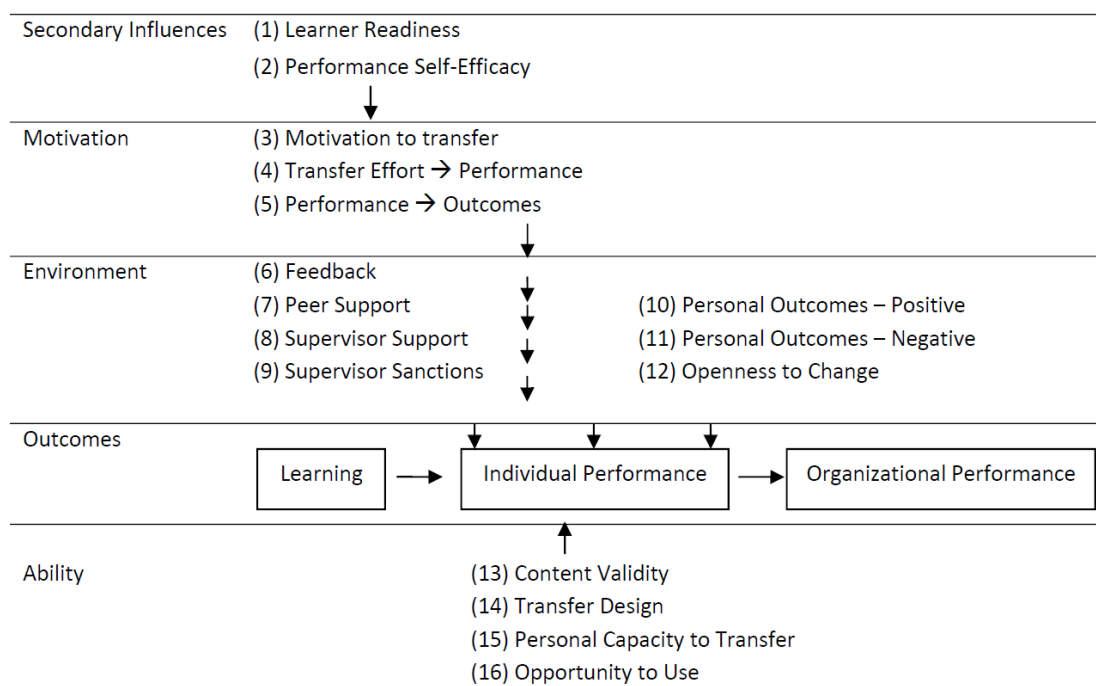 Secondary Influences (1) Learner Readiness
(2) Performance Self-Efficacy
Motivation (3) Motivation to transfer
(4) Transfer Effort → Performance
(5) Performance → Outcomes
Environment (6) Feedback
(7) Peer Support (10) Personal Outcomes – Positive
(8) Supervisor Support (11) Personal Outcomes – Negative
(9) Supervisor Sanctions (12) Openness to Change
Outcomes
Learning Individual Performance Organizational Performance
Ability (13) Content Validity
(14) Transfer Design
(15) Personal Capacity to Transfer
(16) Opportunity to Use